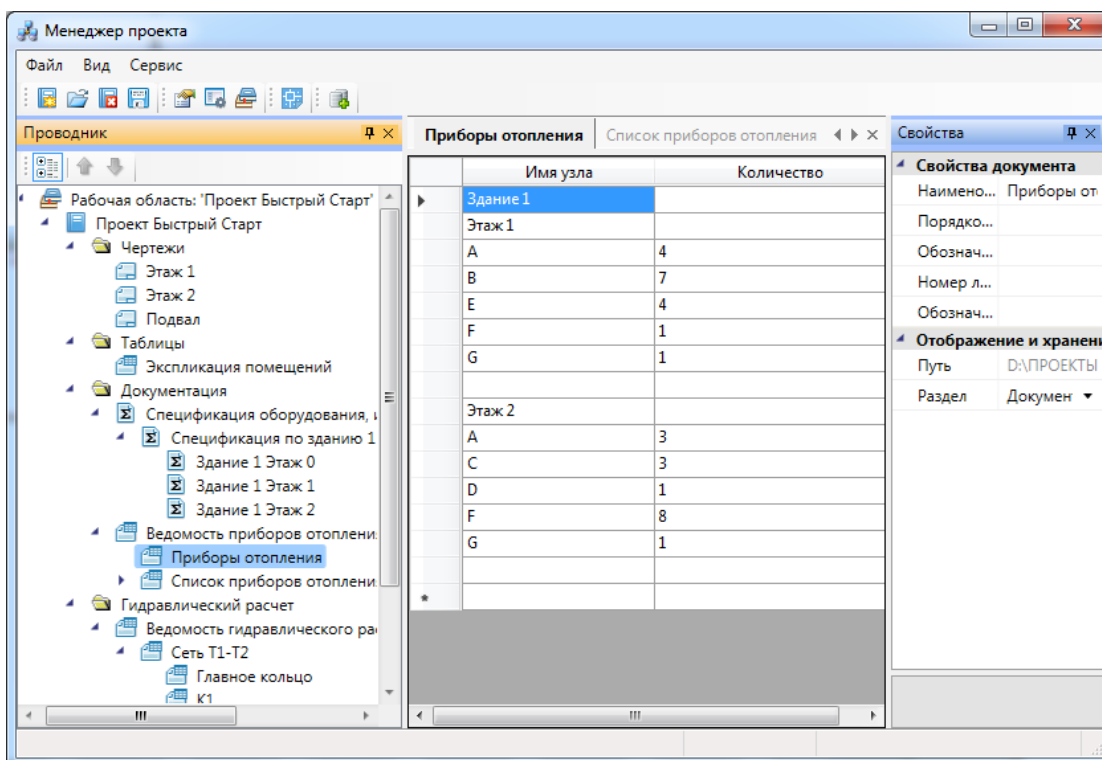 Менеджер проекта
Файл Вид Сервис
Проводник
Рабочая область: 'Проект Быстрый Старт'
Проект Быстрый Старт
Чертежи
Этаж 1
Этаж 2
Подвал
Таблицы
Экспликация помещений
Документация
Спецификация оборудования, и
Спецификация по зданию 1
Здание 1 Этаж 0
Здание 1 Этаж 1
Здание 1 Этаж 2
Ведомость приборов отоплени
Приборы отопления
Список приборов отоплени
Гидравлический расчет
Ведомость гидравлического ра
Сеть Т1-Т2
Главное кольцо
К1
Приборы отопления Список приборов отопления
Имя узла Количество
Здание 1
Этаж 1
A 4
B 7
E 4
F 1
G 1
Этаж 2
A 3
C 3
D 1
F 8
G 1
*
Свойства
Свойства документа
Наимено... Приборы от
Порядко...
Обознач...
Номер л...
Обознач...
Отображение и хранени
Путь D:\ПРОЕКТЫ
Раздел Докумен